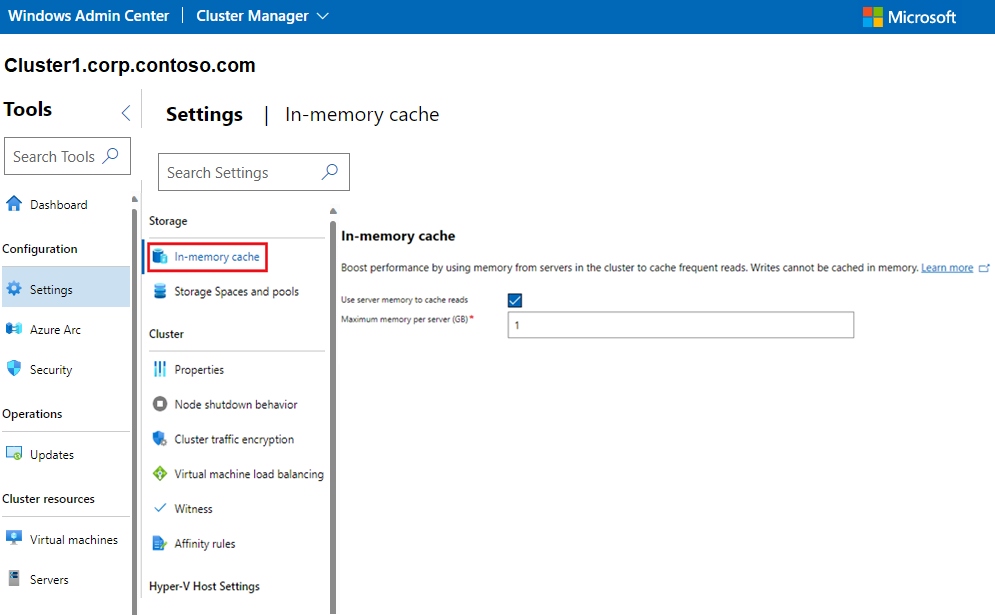 Windows Admin Center | Cluster Manager
Microsoft
Cluster1.corp.contoso.com
Tools
Search Tools
Dashboard
Configuration
Settings
Azure Arc
Security
Operations
Updates
Cluster resources
Virtual machines
Servers
Settings | In-memory cache
Search Settings
Storage
In-memory cache
Storage Spaces and pools
Cluster
Properties
Node shutdown behavior
Cluster traffic encryption
Virtual machine load balancing
Witness
Affinity rules
Hyper-V Host Settings
In-memory cache
Boost performance by using memory from servers in the cluster to cache frequent reads. Writes cannot be cached in memory. Learn more
Use server memory to cache reads
Maximum memory per server (GB) *
1